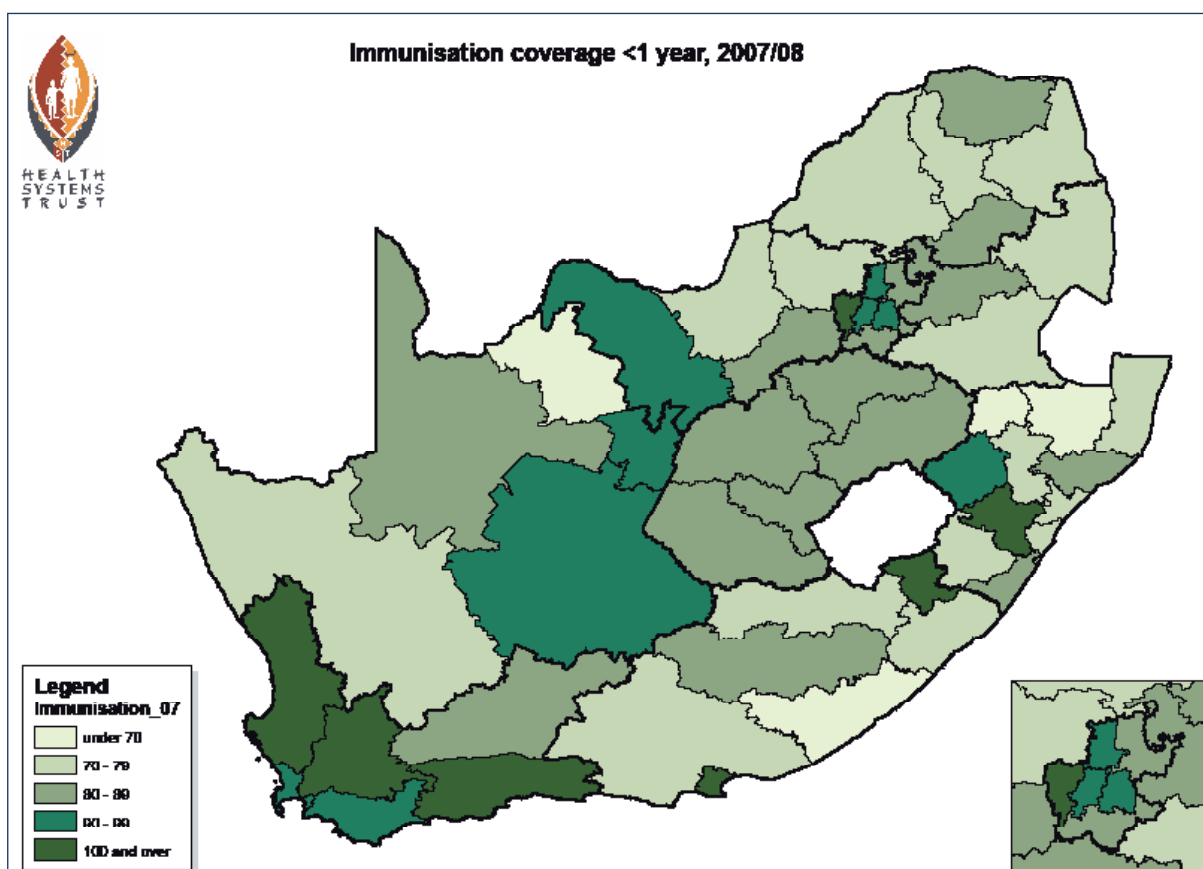 Immunisation coverage <1 year, 2007/08
HEALTH
SYSTEMS
TRUST
Legend
Immunisation_07
under 70
70 - 79
80 - 89
90 - 99
100 and over